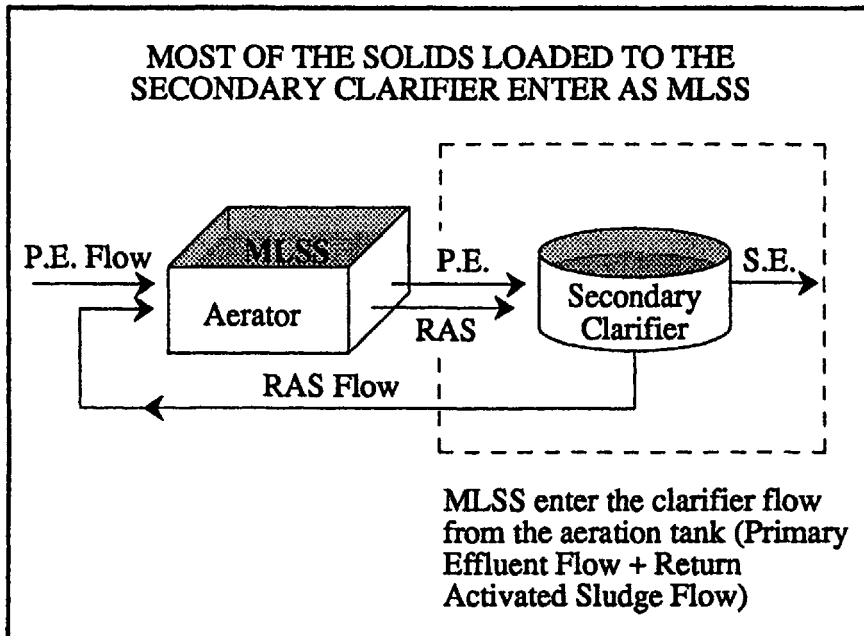 MOST OF THE SOLIDS LOADED TO THE
SECONDARY CLARIFIER ENTER AS MLSS
P.E. Flow
MLSS
Aerator
P.E.
RAS
Secondary
Clarifier
S.E.
RAS Flow
MLSS enter the clarifier flow
from the aeration tank (Primary
Effluent Flow + Return
Activated Sludge Flow)